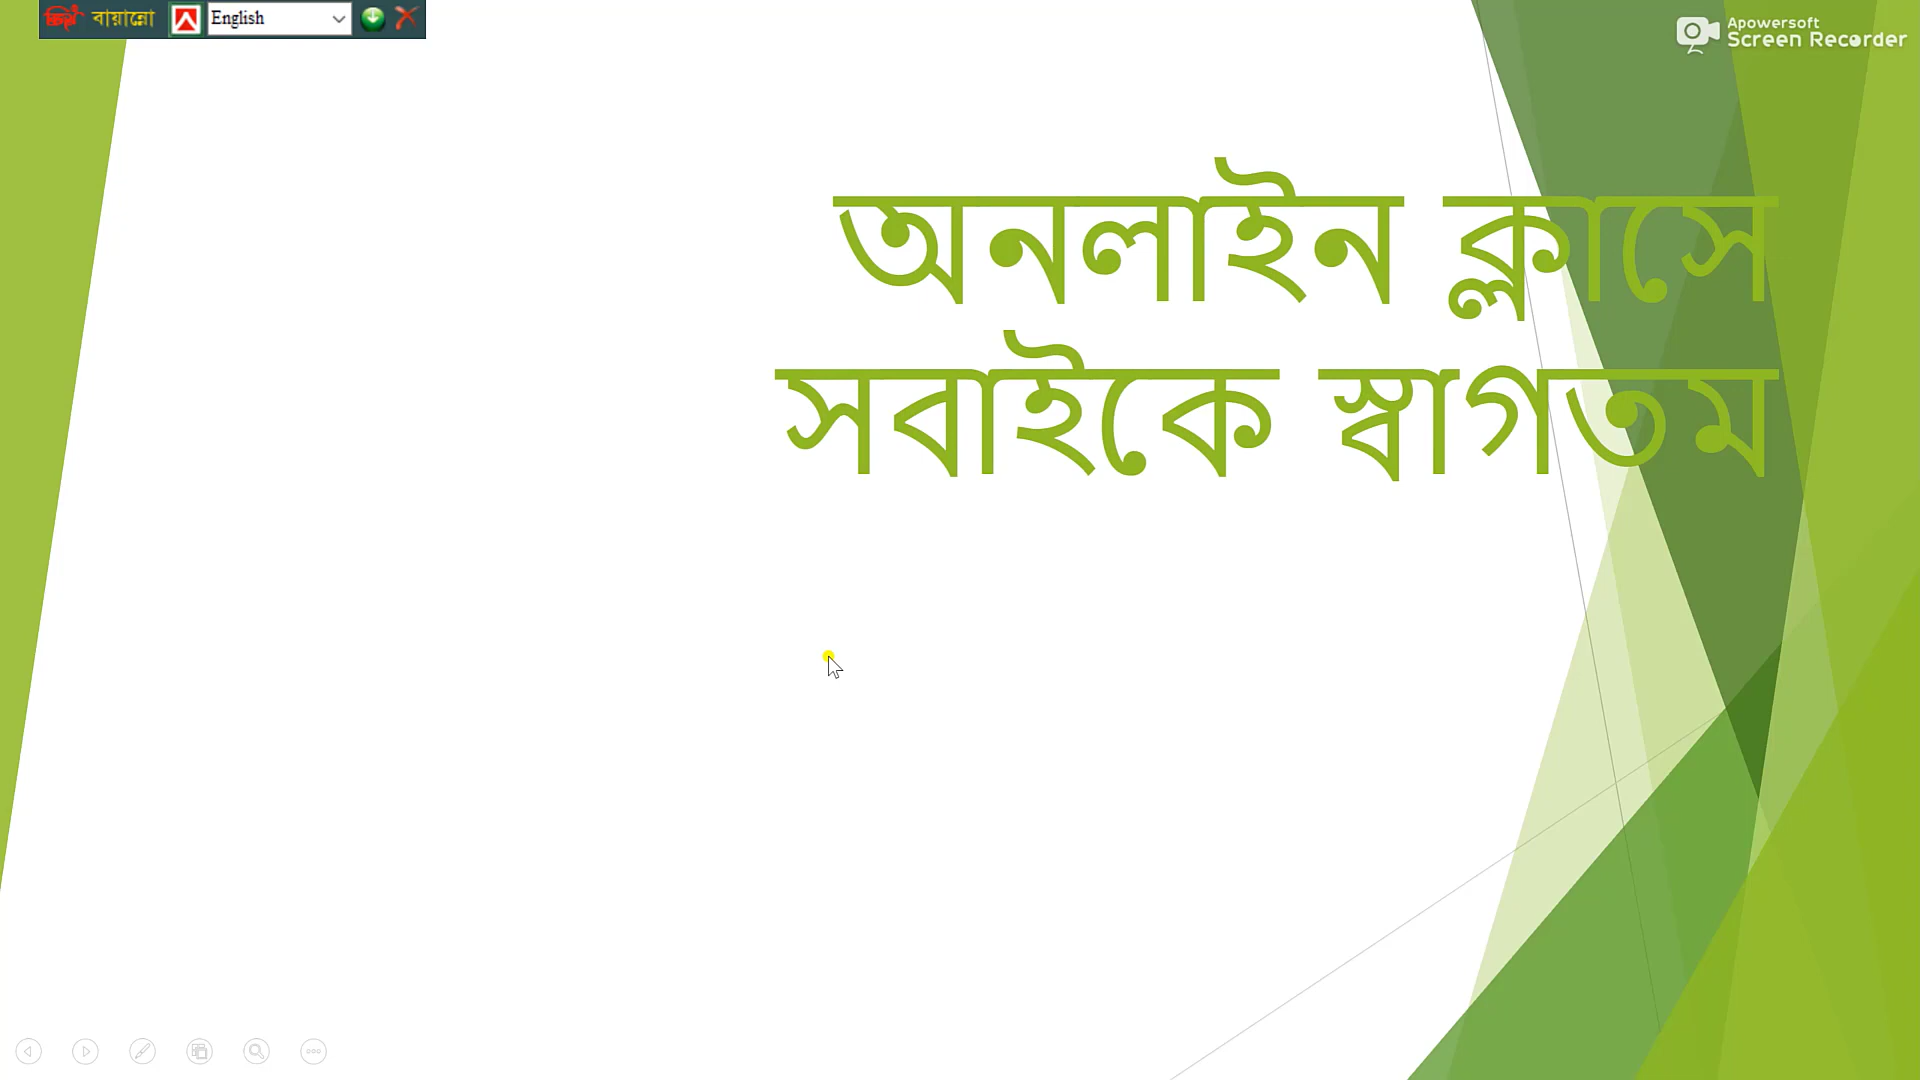 বায়ান্নো English
Apowersoft
Screen Recorder
অনলাইন ক্লাসে
সবাইকে স্বাগতম